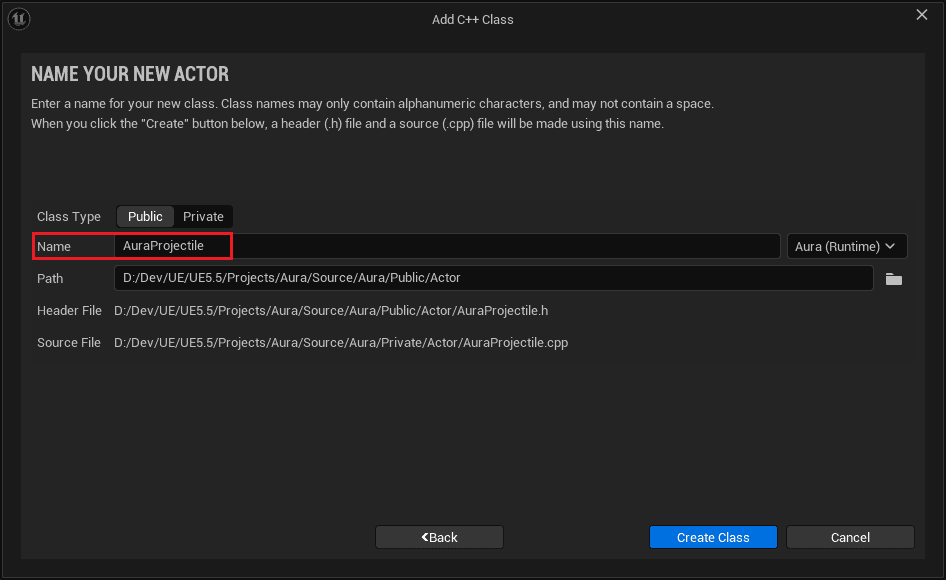 Add C++ Class
NAME YOUR NEW ACTOR
Enter a name for your new class. Class names may only contain alphanumeric characters, and may not contain a space.
When you click the "Create" button below, a header (.h) file and a source (.cpp) file will be made using this name.
Class Type Public Private
Name AuraProjectile Aura (Runtime)
Path D:/Dev/UE/UE5.5/Projects/Aura/Source/Aura/Public/Actor
Header File D:/Dev/UE/UE5.5/Projects/Aura/Source/Aura/Public/Actor/AuraProjectile.h
Source File D:/Dev/UE/UE5.5/Projects/Aura/Source/Aura/Private/Actor/AuraProjectile.cpp
Back Create Class Cancel